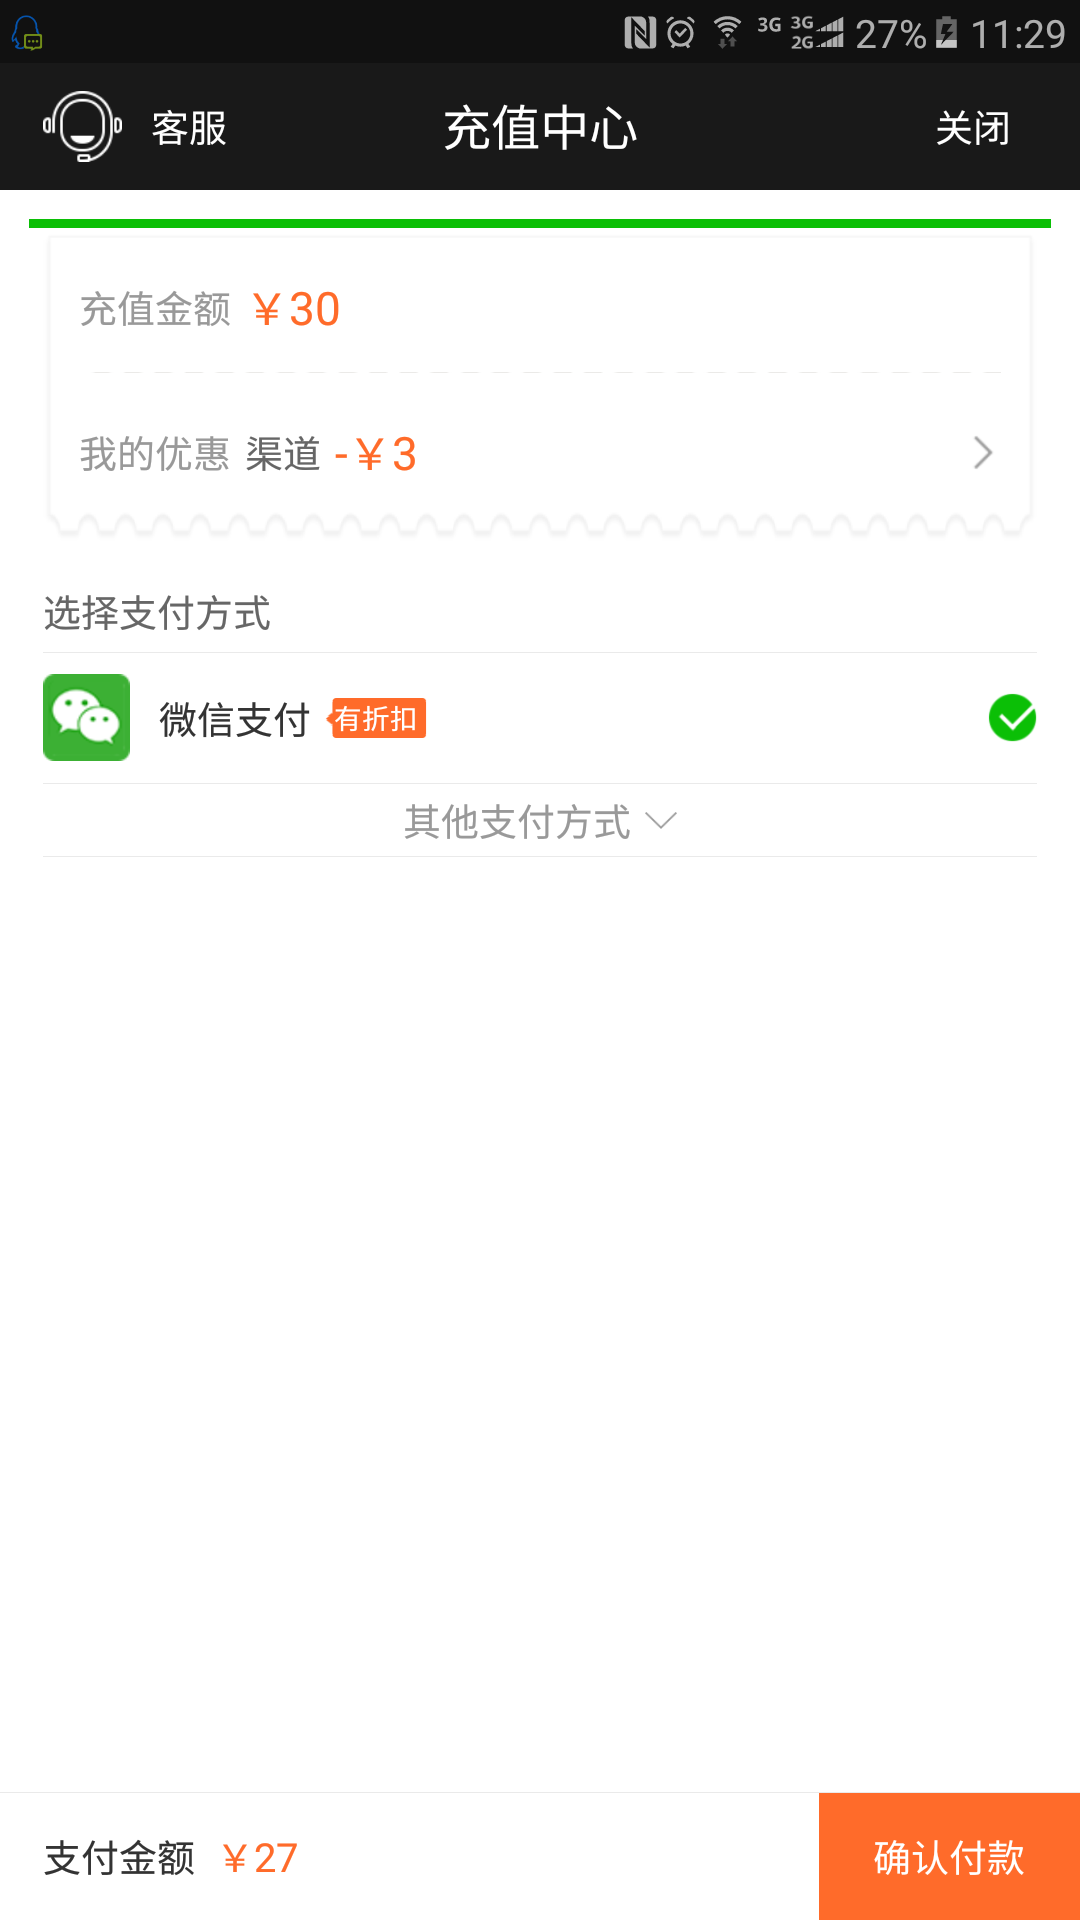 3G 3G 2G 27% 11:29
客服 充值中心 关闭
充值金额 ￥30
我的优惠 渠道 -￥3
选择支付方式
微信支付 有折扣
其他支付方式
支付金额 ￥27 确认付款